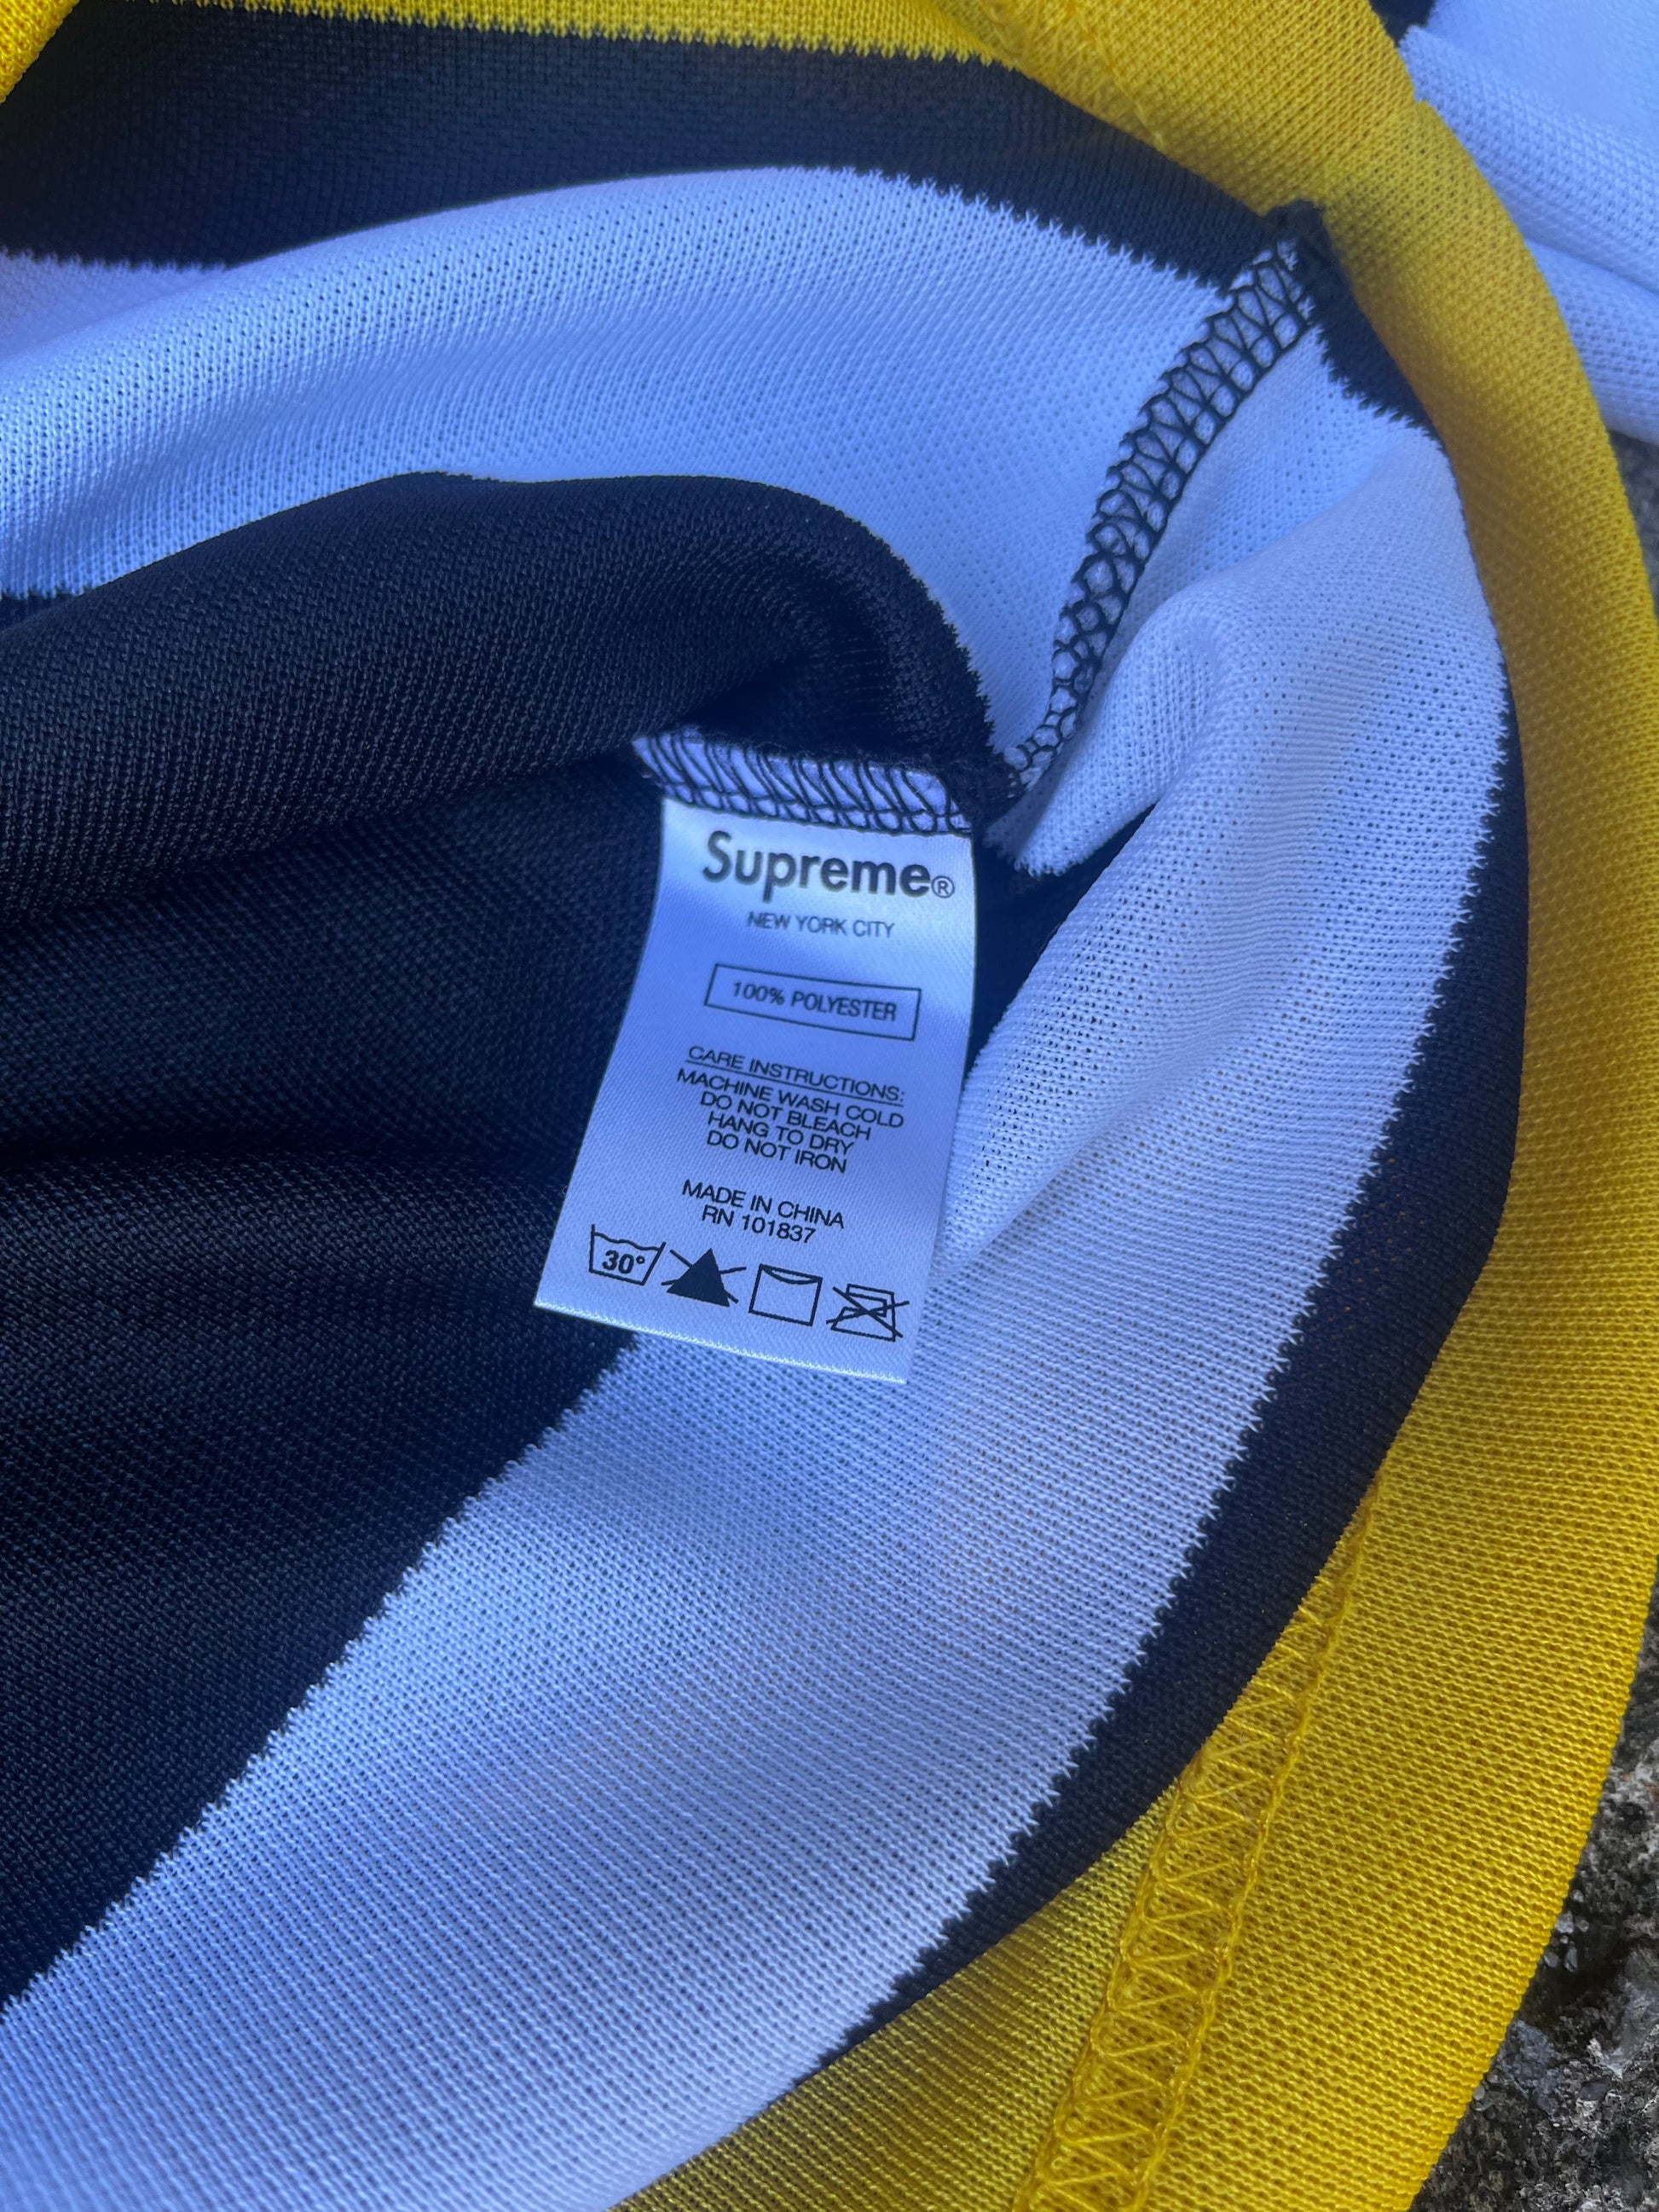 Supreme®
NEW YORK CITY
100% POLYESTER
CARE INSTRUCTIONS:
MACHINE WASH COLD
DO NOT BLEACH
HANG TO DRY
DO NOT IRON
MADE IN CHINA
RN 101837
30°